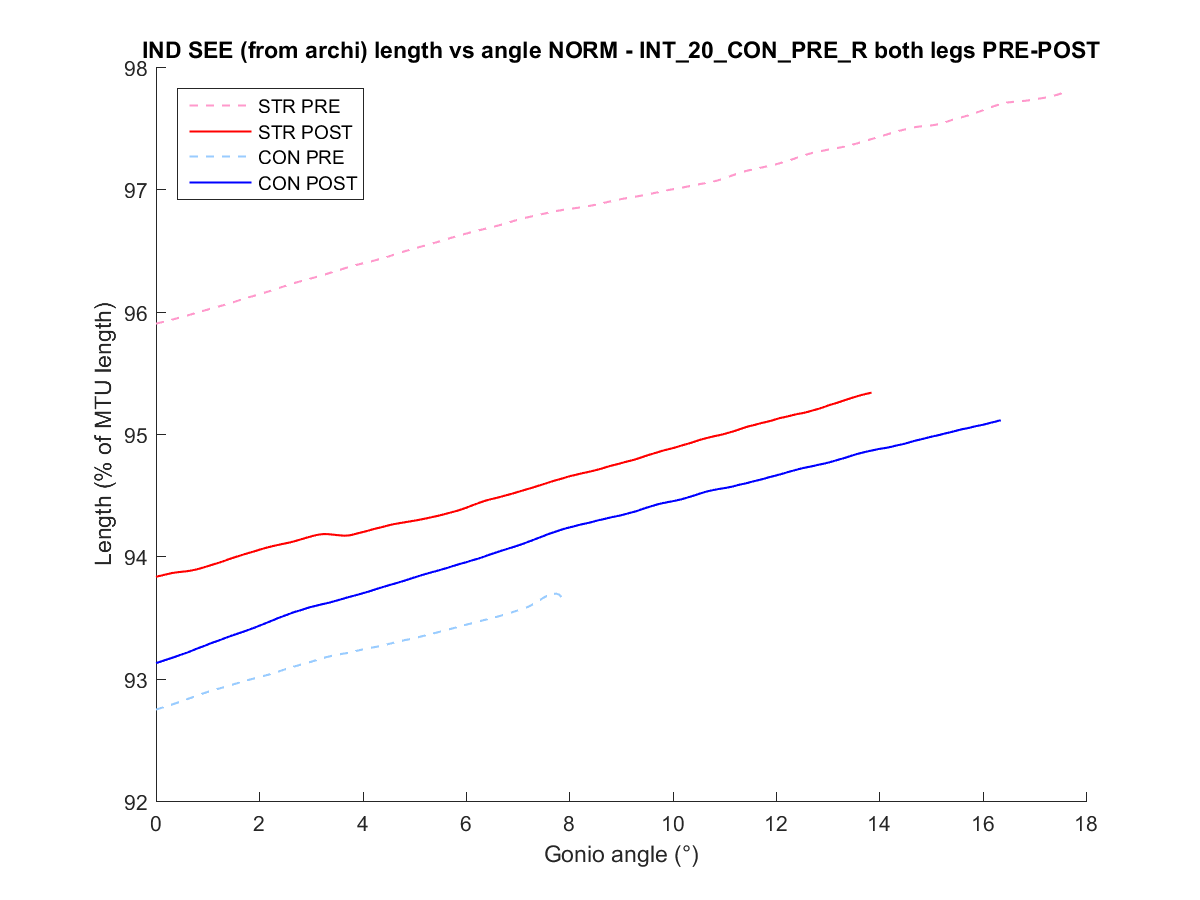 IND SEE (from archi) length vs angle NORM - INT_20_CON_PRE_R both legs PRE-POST
STR PRE
STR POST
CON PRE
CON POST
Length (% of MTU length)
98
97
96
95
94
93
92
0 2 4 6 8 10 12 14 16 18
Gonio angle (°)